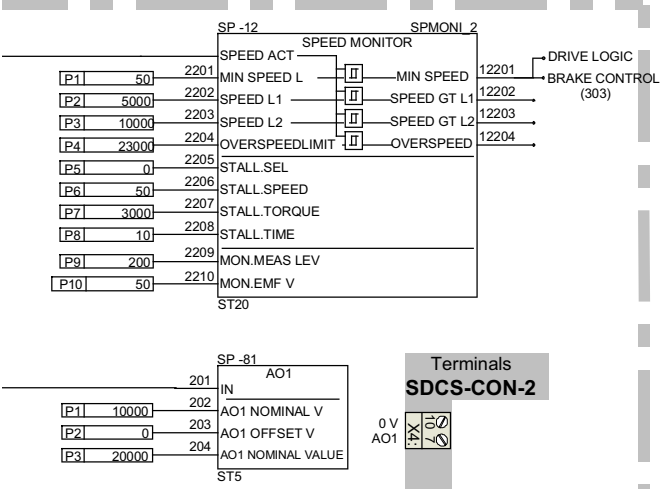 SP -12 SPMONI_2
SPEED MONITOR
SPEED ACT
P1 50 2201 MIN SPEED L MIN SPEED 12201 DRIVE LOGIC
BRAKE CONTROL
(303)
P2 5000 2202 SPEED L1 SPEED GT L1 12202
P3 10000 2203 SPEED L2 SPEED GT L2 12203
P4 23000 2204 OVERSPEEDLIMIT OVERSPEED 12204
P5 0 2205 STALL.SEL
P6 50 2206 STALL.SPEED
P7 3000 2207 STALL.TORQUE
P8 10 2208 STALL.TIME
P9 200 2209 MON.MEAS LEV
P10 50 2210 MON.EMF V
ST20
SP -81
AO1
201 IN
P1 10000 202 AO1 NOMINAL V
P2 0 203 AO1 OFFSET V
P3 20000 204 AO1 NOMINAL VALUE
ST5
Terminals
SDCS-CON-2
0 V X4: 10
AO1 7